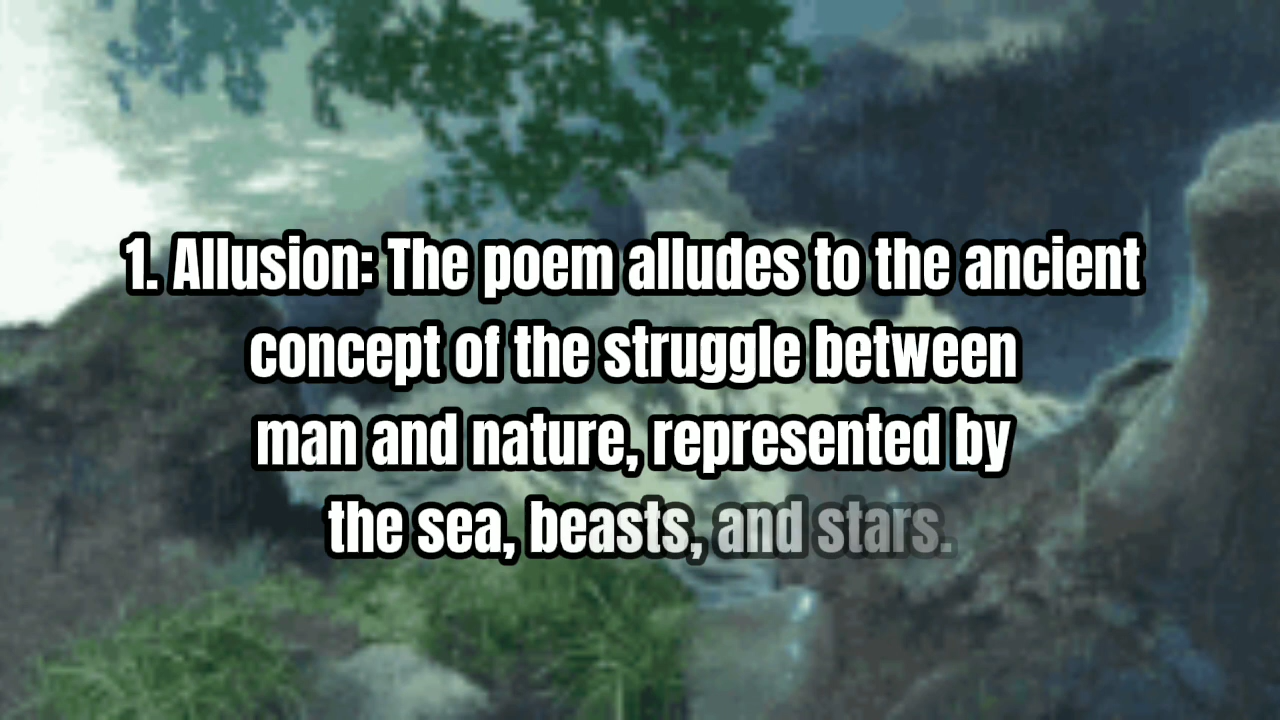 1. Allusion: The poem alludes to the ancient
concept of the struggle between
man and nature, represented by
the sea, beasts, and stars.